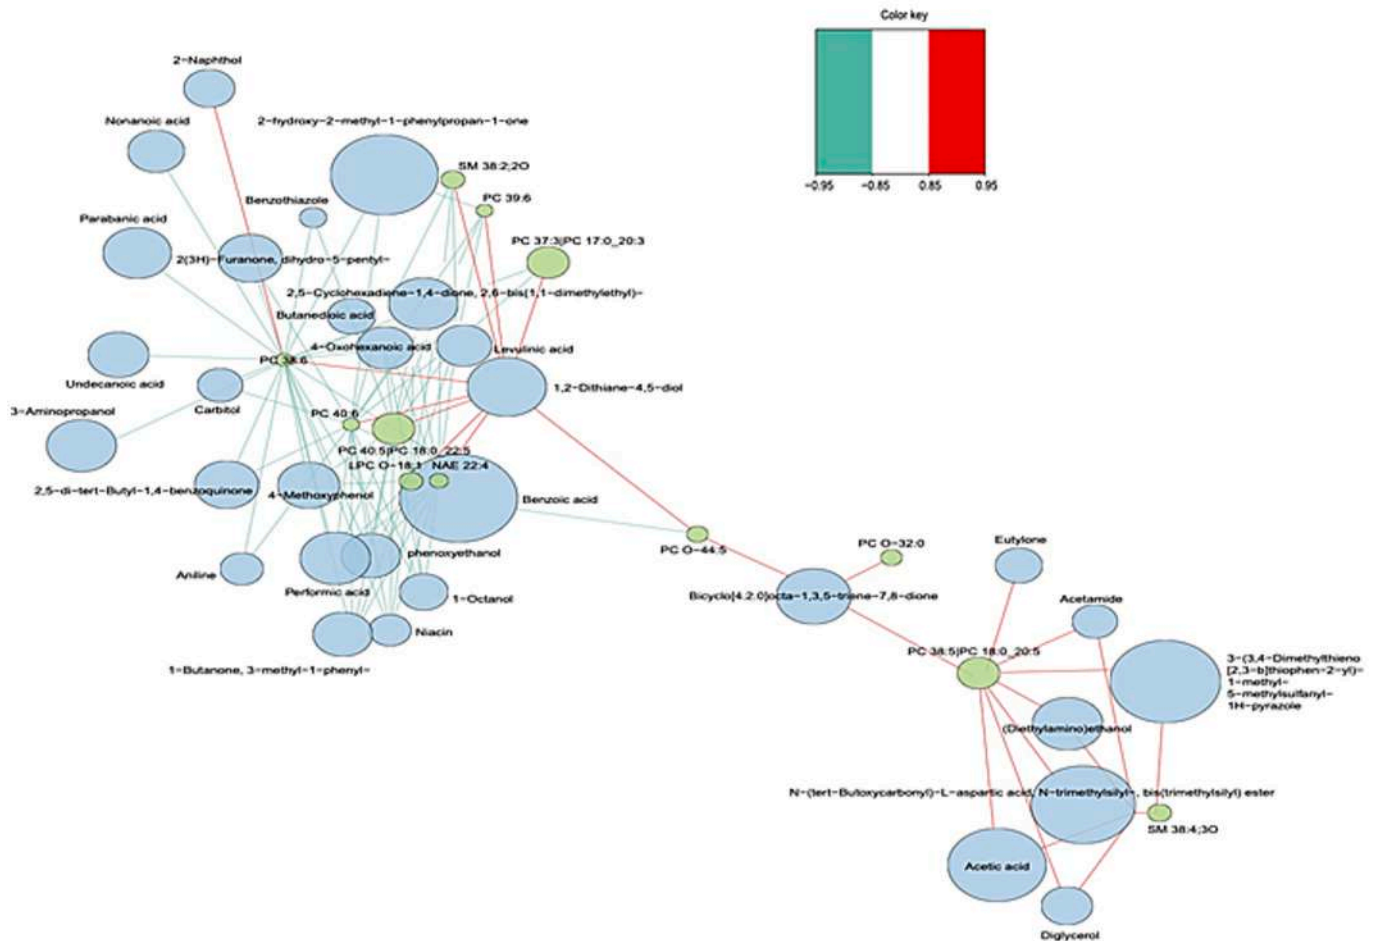 Color key
−0.95 −0.85 0.85 0.95
2−Naphthol
Nonanoic acid
2−hydroxy−2−methyl−1−phenylpropan−1−one
SM 38:2;2O
Benzothiazole
PC 39:6
Parabanic acid
PC 37:3|PC 17:0_20:3
2(3H)−Furanone, dihydro−5−pentyl−
2,5−Cyclohexadiene−1,4−dione, 2,6−bis(1,1−dimethylethyl)−
Butanedioic acid
4−Oxohexanoic acid
Levulinic acid
PC 38:6
Undecanoic acid
1,2−Dithiane−4,5−diol
3−Aminopropanol
Carbitol
PC 40:6
PC 40:5|PC 18:0_22:5
LPC O−18:1
NAE 22:4
2,5−di−tert−Butyl−1,4−benzoquinone
4−Methoxyphenol
Benzoic acid
PC O−44:5
PC O−32:0
Eutylone
phenoxyethanol
Aniline
Performic acid
1−Octanol
Bicyclo[4.2.0]octa−1,3,5−triene−7,8−dione
Acetamide
Niacin
1−Butanone, 3−methyl−1−phenyl−
PC 38:5|PC 18:0_20:5
3−(3,4−Dimethylthieno
[2,3−b]thiophen−2−yl)−
1−methyl−
5−methylsulfanyl−
1H−pyrazole
(Diethylamino)ethanol
N−(tert−Butoxycarbonyl)−L−aspartic acid, N−trimethylsilyl−, bis(trimethylsilyl) ester
SM 38:4;3O
Acetic acid
Diglycerol